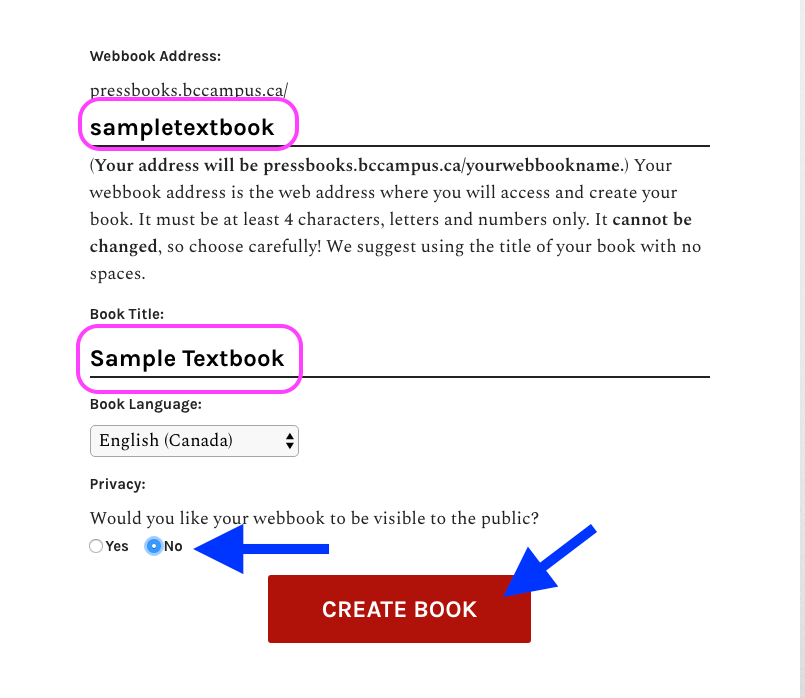 Webbook Address:
pressbooks.bccampus.ca/
sampletextbook
(Your address will be pressbooks.bccampus.ca/yourwebbookname.) Your
webbook address is the web address where you will access and create your
book. It must be at least 4 characters, letters and numbers only. It cannot be
changed, so choose carefully! We suggest using the title of your book with no
spaces.
Book Title:
Sample Textbook
Book Language:
English (Canada)
Privacy:
Would you like your webbook to be visible to the public?
Yes No
CREATE BOOK